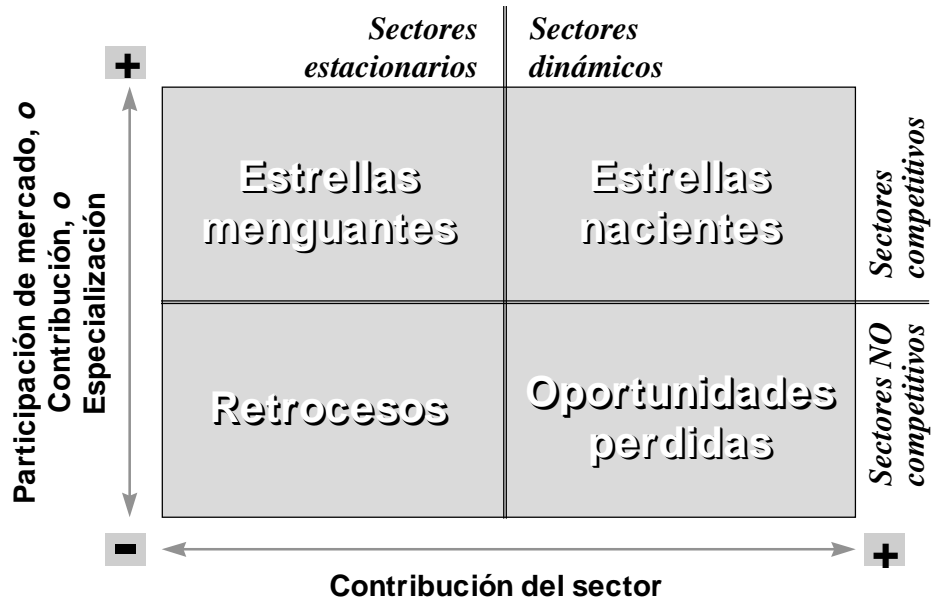 Sectores
estacionarios
Sectores
dinámicos
+
Participación de mercado, o
Contribución, o
Especialización
Estrellas
menguantes
Estrellas
nacientes
Sectores
competitivos
Retrocesos
Oportunidades
perdidas
Sectores NO
competitivos
-
+
Contribución del sector